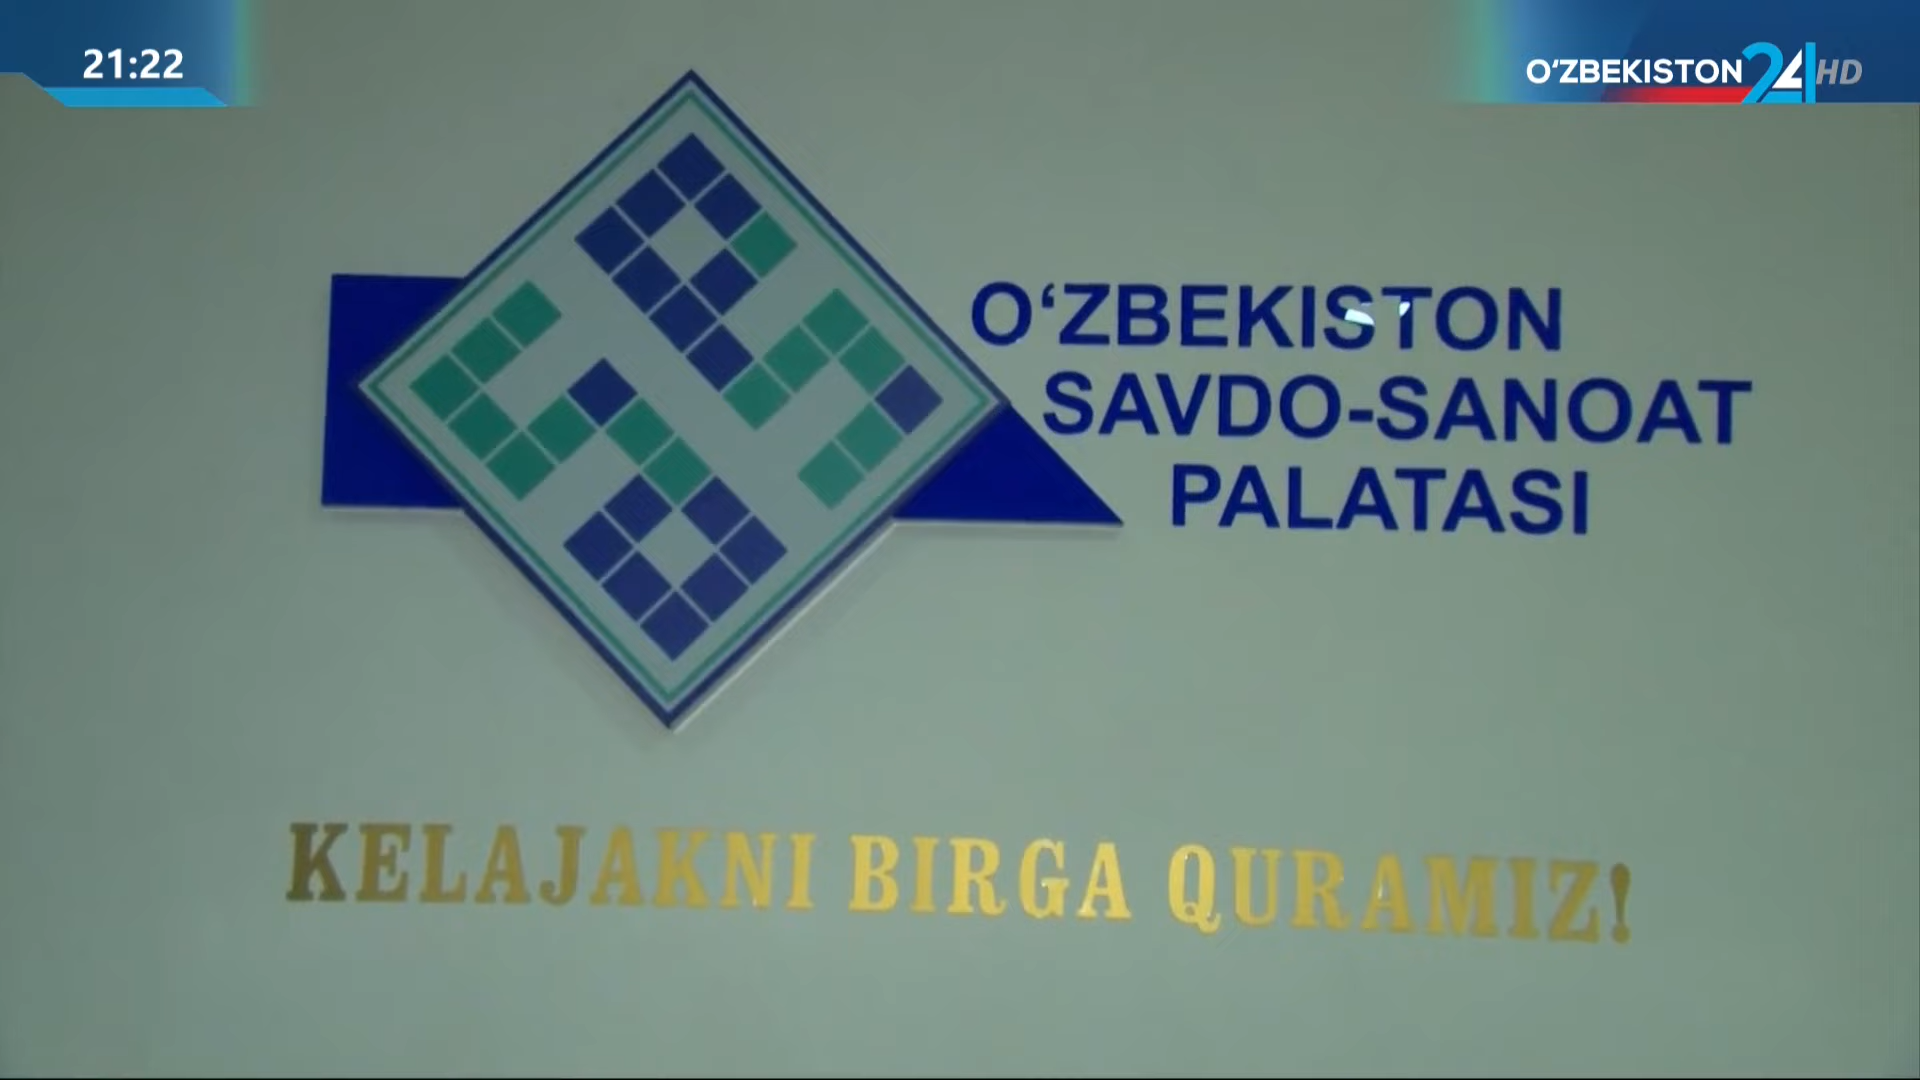 21:22
O‘ZBEKISTON 24 HD
O‘ZBEKISTON
SAVDO-SANOAT
PALATASI
KELAJAKNI BIRGA QURAMIZ!